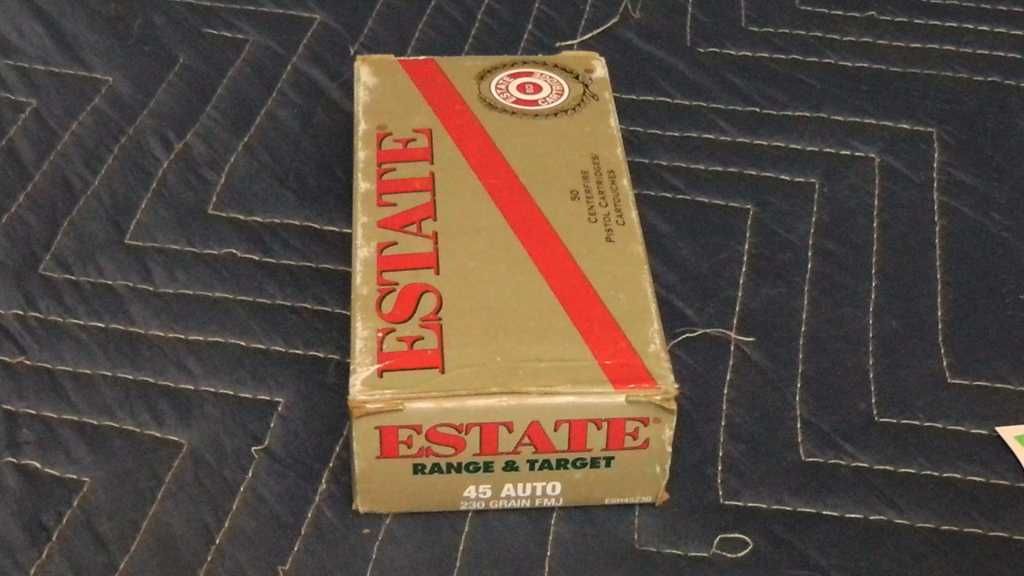 ESTATE
50
CENTERFIRE
PISTOL CARTRIDGES/
CARTOUCHES
ESTATE
RANGE & TARGET
45 AUTO
230 GRAIN FMJ